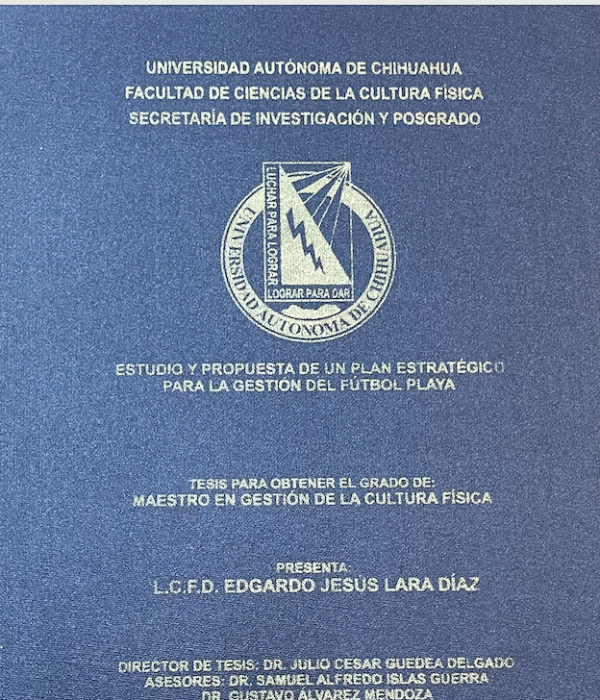 UNIVERSIDAD AUTÓNOMA DE CHIHUAHUA
FACULTAD DE CIENCIAS DE LA CULTURA FÍSICA
SECRETARÍA DE INVESTIGACIÓN Y POSGRADO
LUCHAR PARA LOGRAR
LOGRAR PARA DAR
UNIVERSIDAD AUTONOMA DE CHIHUAHUA
ESTUDIO Y PROPUESTA DE UN PLAN ESTRATÉGICO
PARA LA GESTIÓN DEL FÚTBOL PLAYA
TESIS PARA OBTENER EL GRADO DE:
MAESTRO EN GESTIÓN DE LA CULTURA FÍSICA
PRESENTA:
L.C.F.D. EDGARDO JESÚS LARA DÍAZ
DIRECTOR DE TESIS: DR. JULIO CESAR GUEDEA DELGADO
ASESORES: DR. SAMUEL ALFREDO ISLAS GUERRA
DR. GUSTAVO ALVAREZ MENDOZA